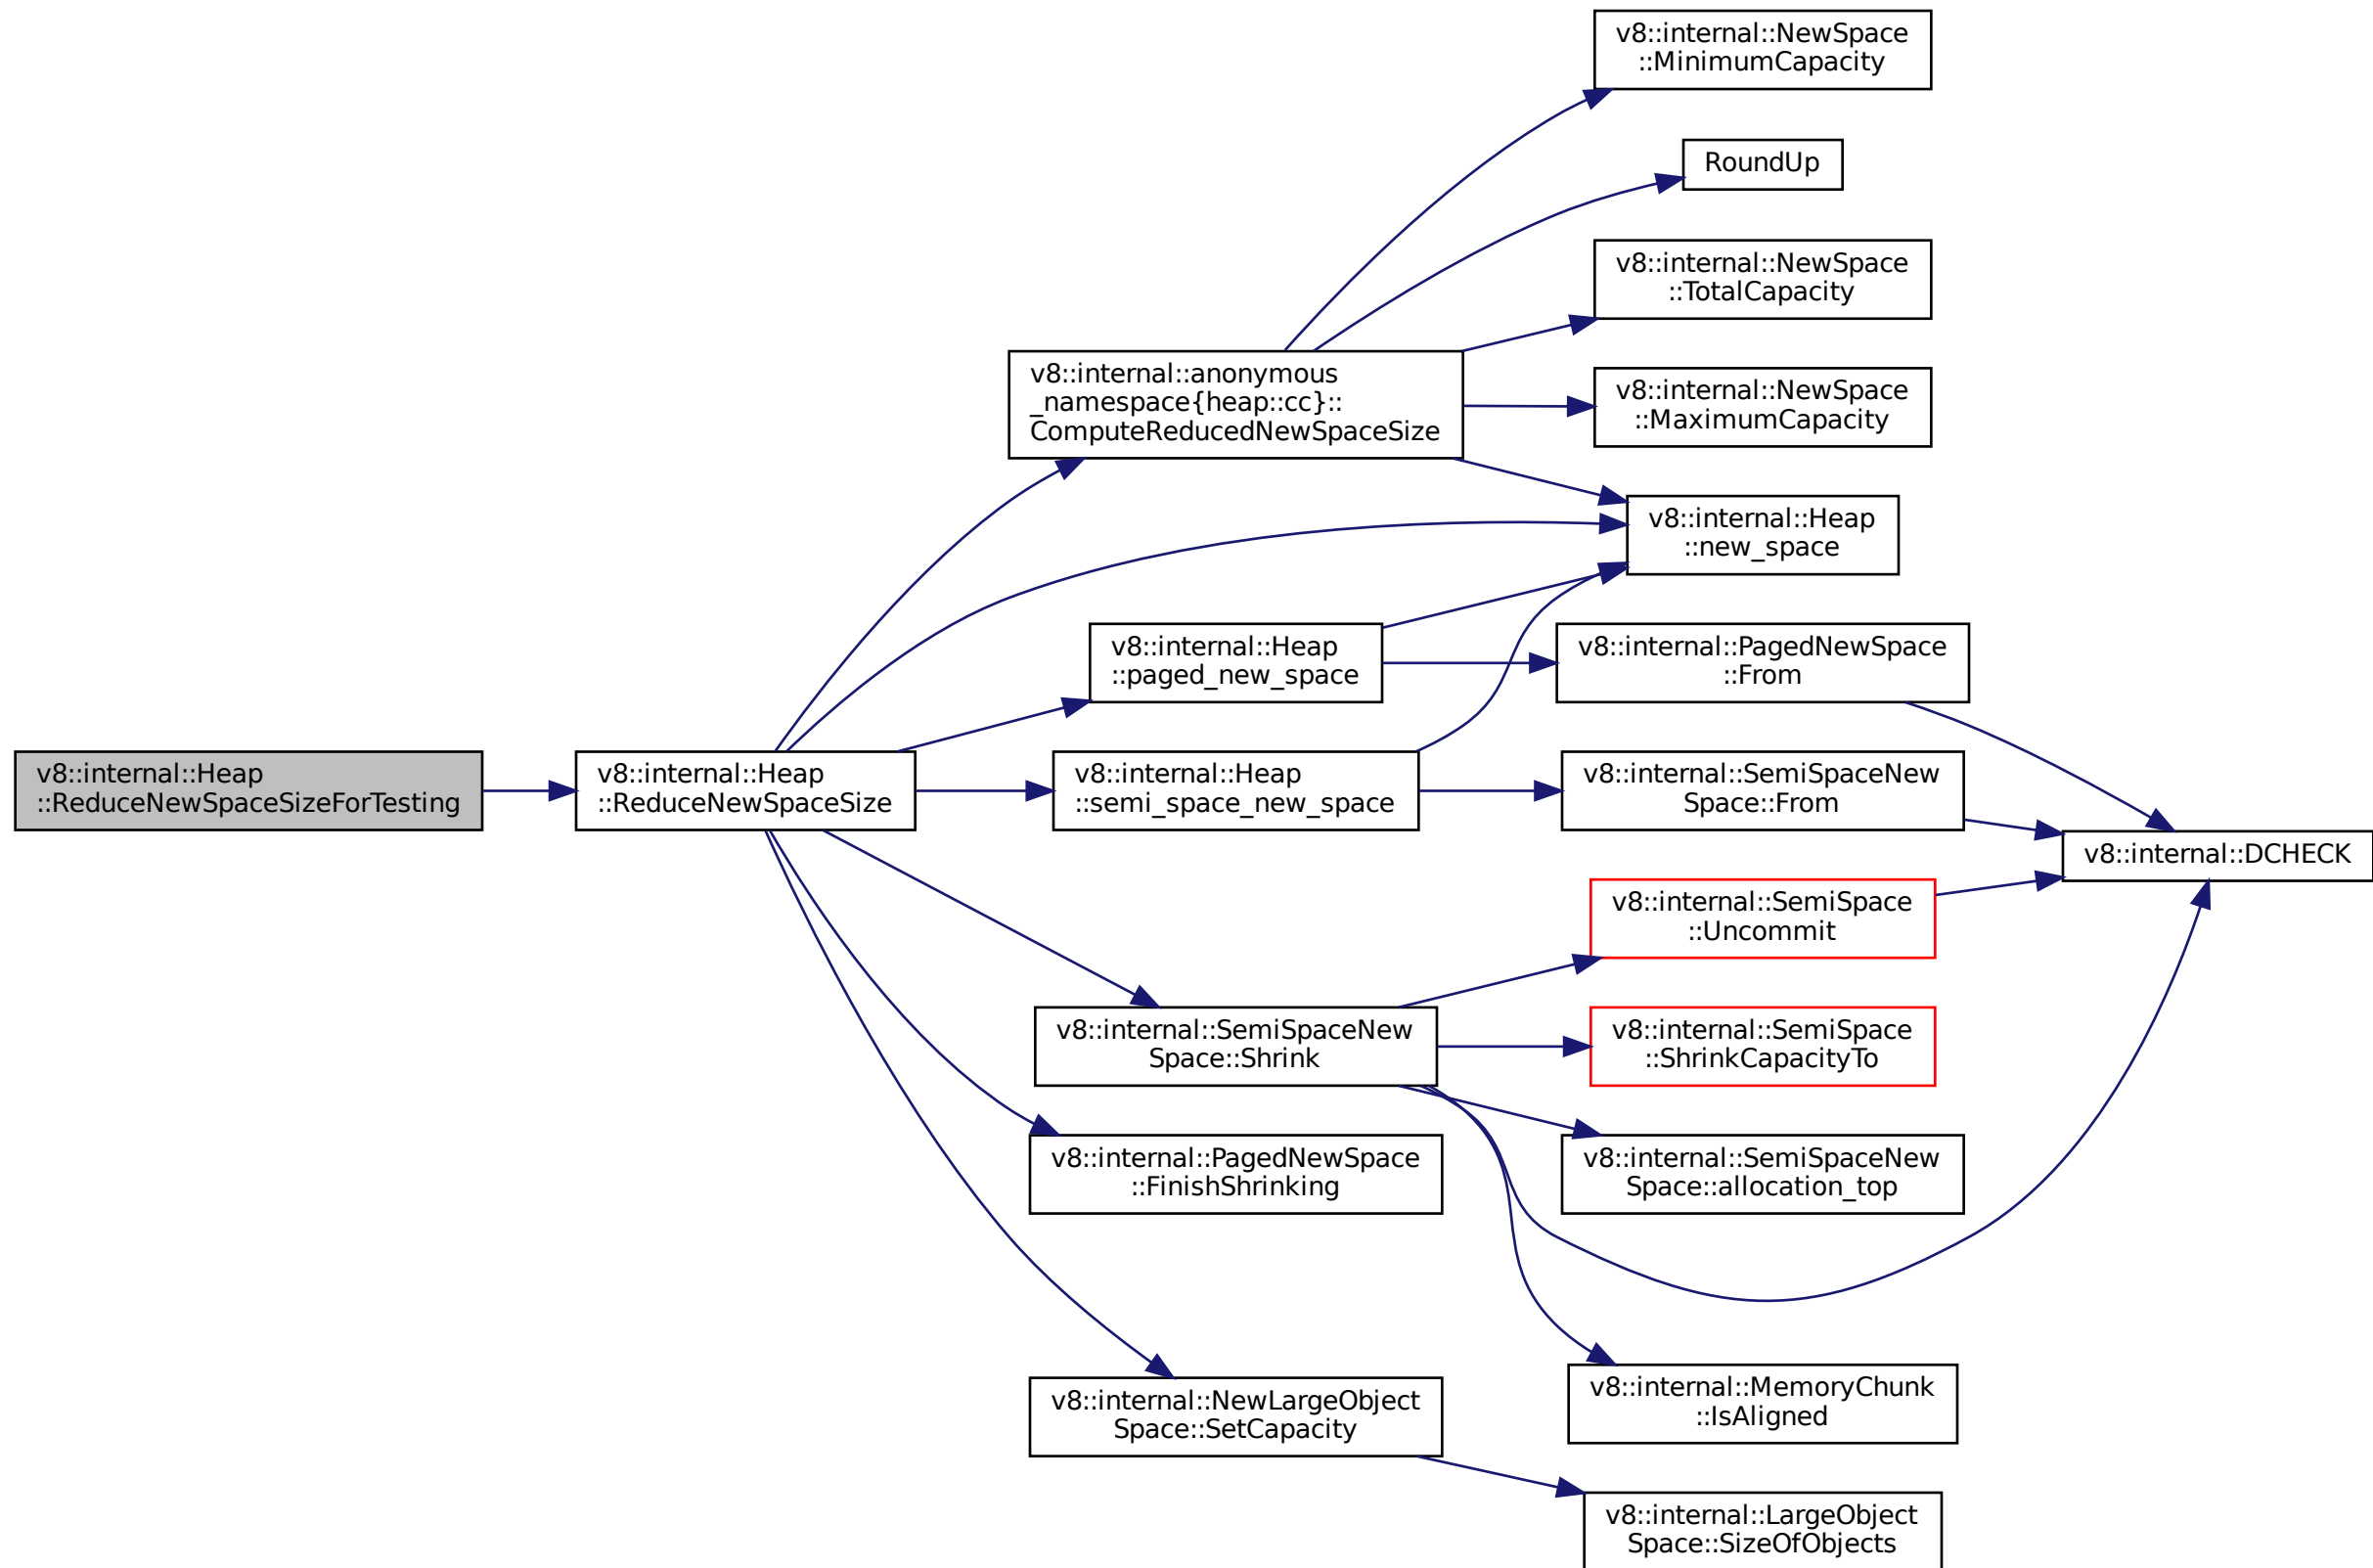 v8::internal::NewSpace
::MinimumCapacity
RoundUp
v8::internal::NewSpace
::TotalCapacity
v8::internal::anonymous
_namespace{heap::cc}::
ComputeReducedNewSpaceSize
v8::internal::NewSpace
::MaximumCapacity
v8::internal::Heap
::new_space
v8::internal::Heap
::paged_new_space
v8::internal::PagedNewSpace
::From
v8::internal::Heap
::ReduceNewSpaceSizeForTesting
v8::internal::Heap
::ReduceNewSpaceSize
v8::internal::Heap
::semi_space_new_space
v8::internal::SemiSpaceNew
Space::From
v8::internal::DCHECK
v8::internal::SemiSpace
::Uncommit
v8::internal::SemiSpaceNew
Space::Shrink
v8::internal::SemiSpace
::ShrinkCapacityTo
v8::internal::PagedNewSpace
::FinishShrinking
v8::internal::SemiSpaceNew
Space::allocation_top
v8::internal::NewLargeObject
Space::SetCapacity
v8::internal::MemoryChunk
::IsAligned
v8::internal::LargeObject
Space::SizeOfObjects